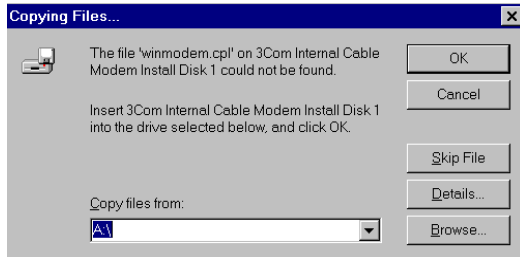 Copying Files...
The file 'winmodem.cpl' on 3Com Internal Cable
Modem Install Disk 1 could not be found.
Insert 3Com Internal Cable Modem Install Disk 1
into the drive selected below, and click OK.
Copy files from:
A:\
OK
Cancel
Skip File
Details...
Browse...